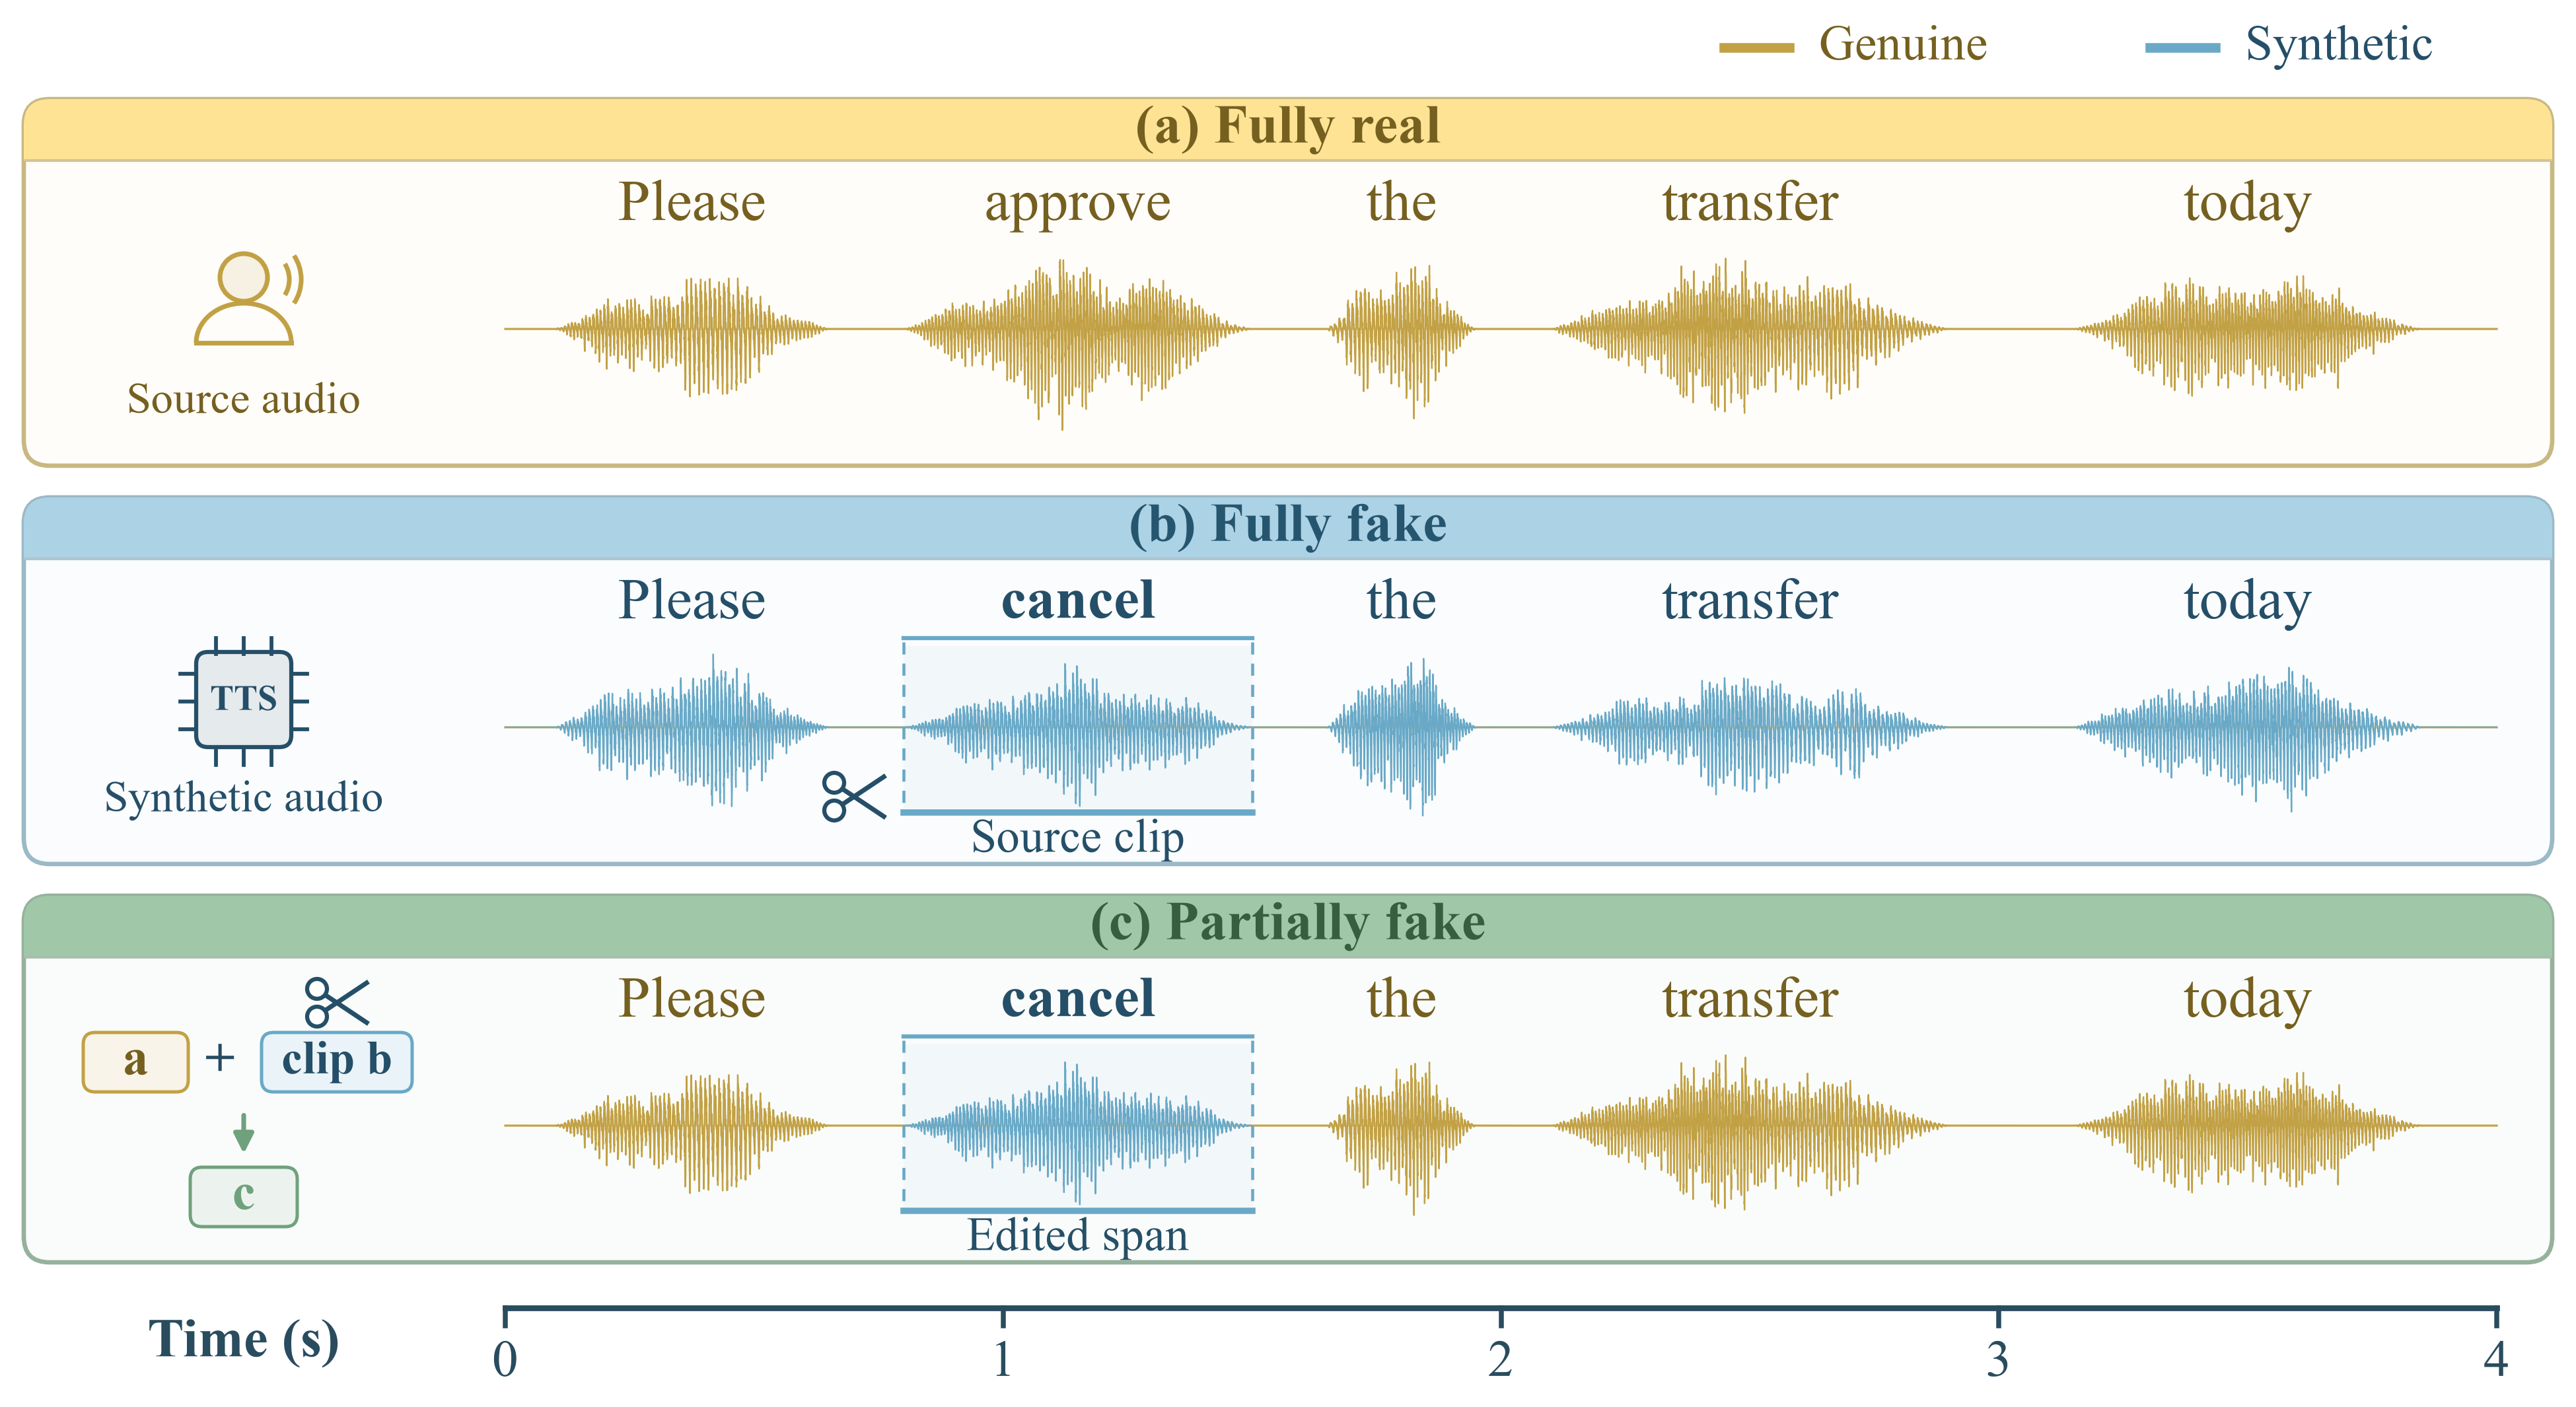 Genuine Synthetic
(a) Fully real
Please approve the transfer today
Source audio
(b) Fully fake
Please cancel the transfer today
TTS
Synthetic audio
Source clip
(c) Partially fake
Please cancel the transfer today
a + clip b
c
Edited span
Time (s)
0 1 2 3 4